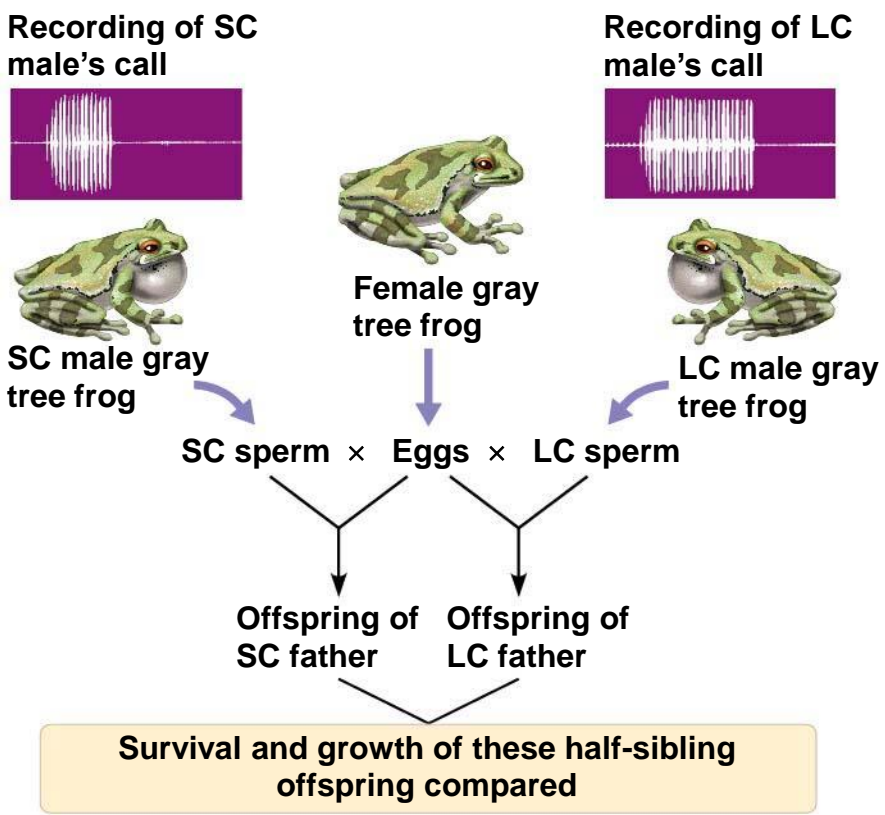 Recording of SC
male’s call
Recording of LC
male’s call
Female gray
tree frog
SC male gray
tree frog
LC male gray
tree frog
SC sperm × Eggs × LC sperm
Offspring of
SC father
Offspring of
LC father
Survival and growth of these half-sibling
offspring compared